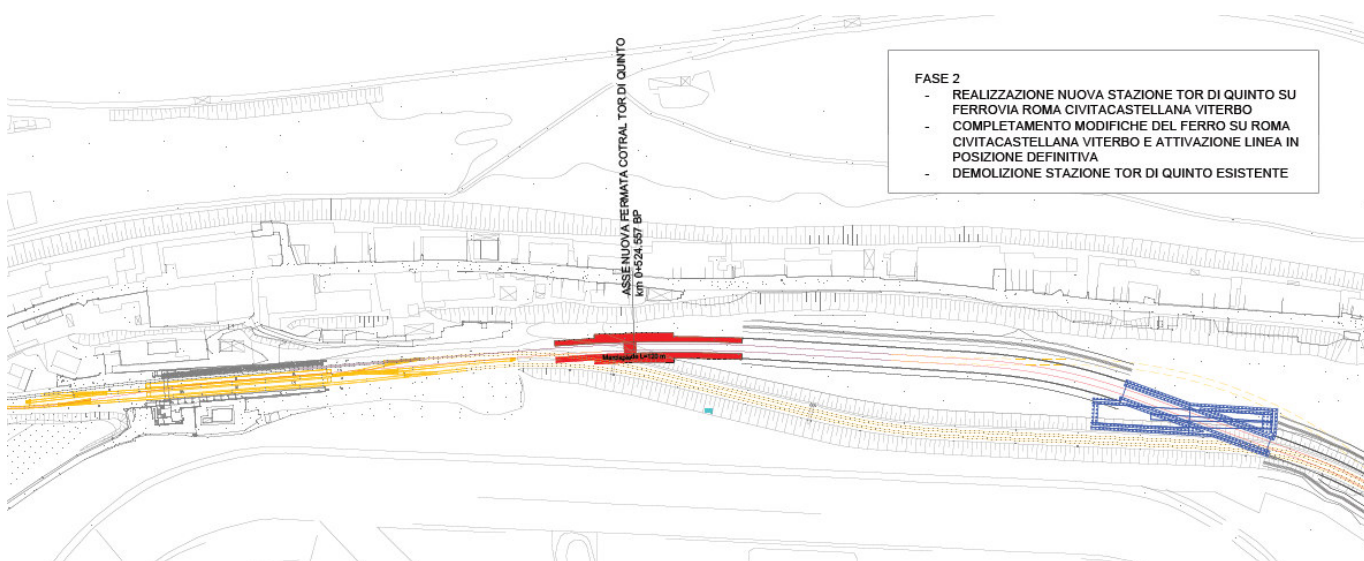 ASSE NUOVA FERMATA COTRAL TOR DI QUINTO
km 0+524.557 BP
FASE 2
- REALIZZAZIONE NUOVA STAZIONE TOR DI QUINTO SU
FERROVIA ROMA CIVITACASTELLANA VITERBO
- COMPLETAMENTO MODIFICHE DEL FERRO SU ROMA
CIVITACASTELLANA VITERBO E ATTIVAZIONE LINEA IN
POSIZIONE DEFINITIVA
- DEMOLIZIONE STAZIONE TOR DI QUINTO ESISTENTE
Marciapiede L=120 m